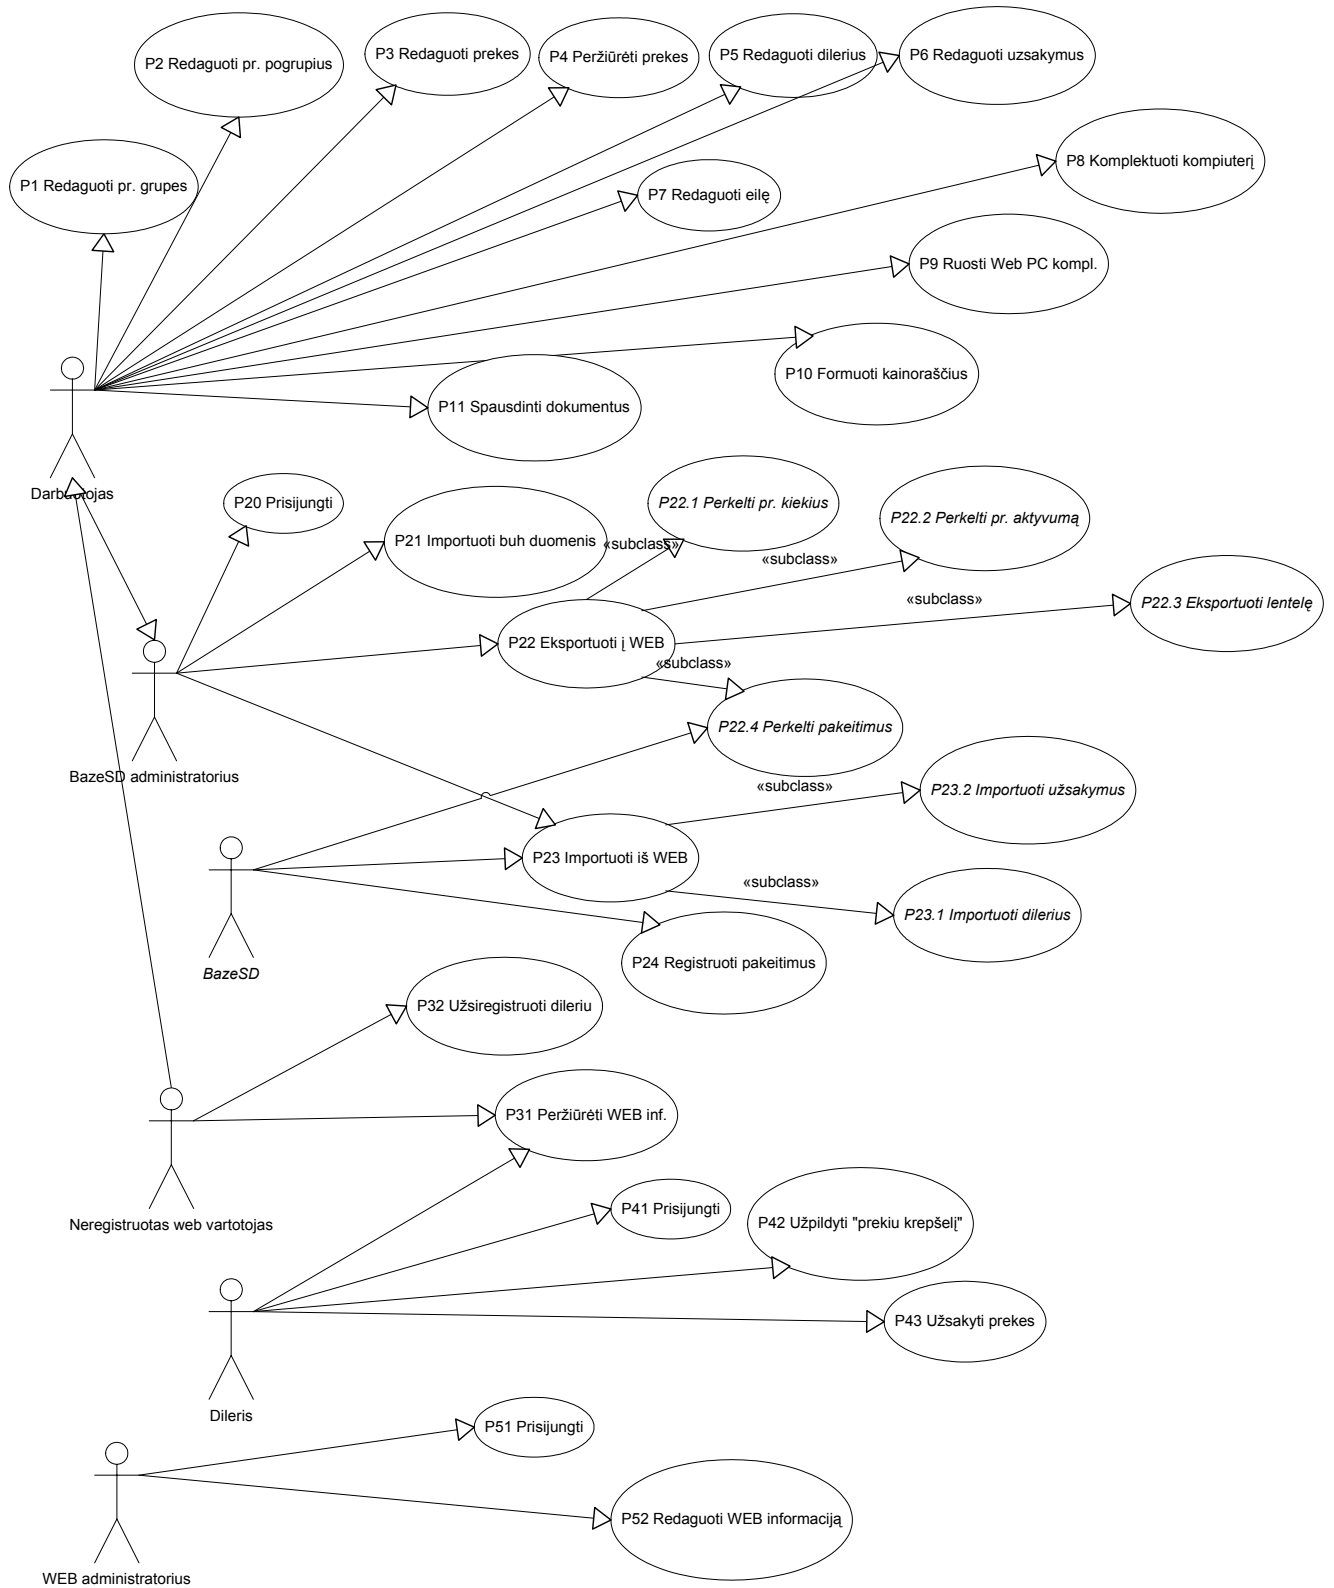 P2 Redaguoti pr. pogrupius
P3 Redaguoti prekes
P4 Peržiūrėti prekes
P5 Redaguoti dilerius
P6 Redaguoti uzsakymus
P1 Redaguoti pr. grupes
P8 Komplektuoti kompiuterį
P7 Redaguoti eilę
P9 Ruosti Web PC kompl.
P10 Formuoti kainoraščius
P11 Spausdinti dokumentus
Darbuotojas
P20 Prisijungti
P21 Importuoti buh duomenis
«subclass»
P22.1 Perkelti pr. kiekius
P22.2 Perkelti pr. aktyvumą
«subclass»
«subclass»
P22.3 Eksportuoti lentelę
P22 Eksportuoti į WEB
«subclass»
P22.4 Perkelti pakeitimus
BazeSD administratorius
«subclass»
P23.2 Importuoti užsakymus
P23 Importuoti iš WEB
«subclass»
P23.1 Importuoti dilerius
BazeSD
P24 Registruoti pakeitimus
P32 Užsiregistruoti dileriu
P31 Peržiūrėti WEB inf.
Neregistruotas web vartotojas
P41 Prisijungti
P42 Užpildyti "prekiu krepšelį"
P43 Užsakyti prekes
Dileris
P51 Prisijungti
P52 Redaguoti WEB informaciją
WEB administratorius